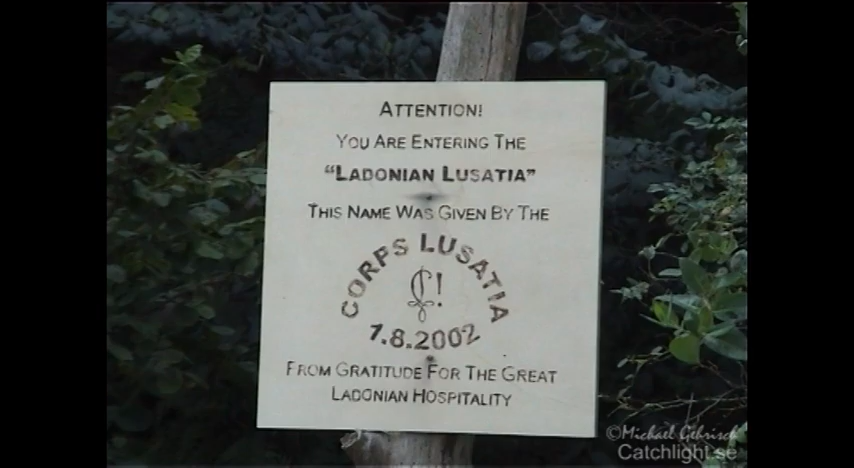 ATTENTION!
YOU ARE ENTERING THE
“LADONIAN LUSATIA”
THIS NAME WAS GIVEN BY THE
CORPS LUSATIA
1.8.2002
FROM GRATITUDE FOR THE GREAT
LADONIAN HOSPITALITY
©Michael Gehrisch
Catchlight.se